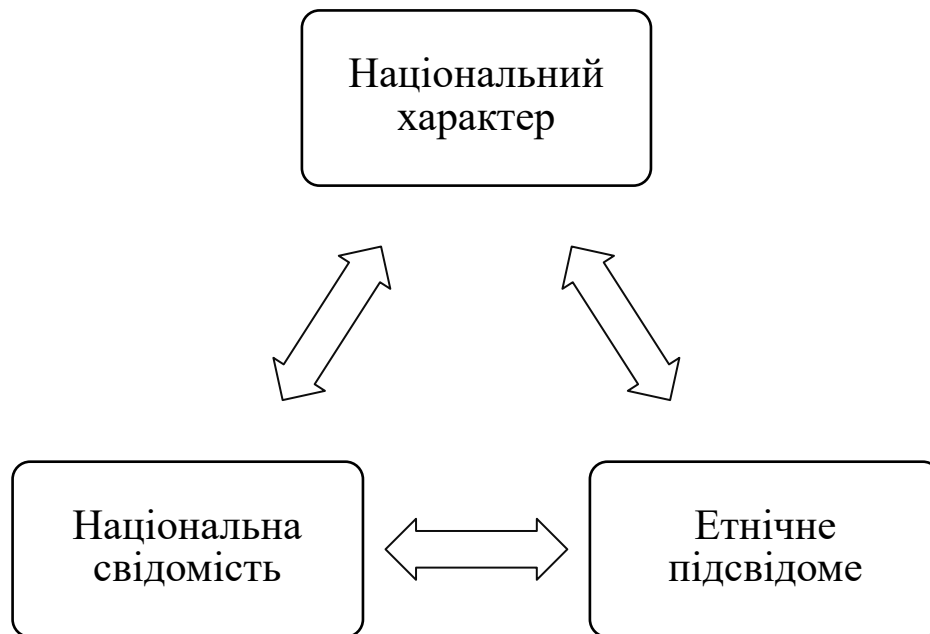 Національний
характер
Національна
свідомість
Етнічне
підсвідоме